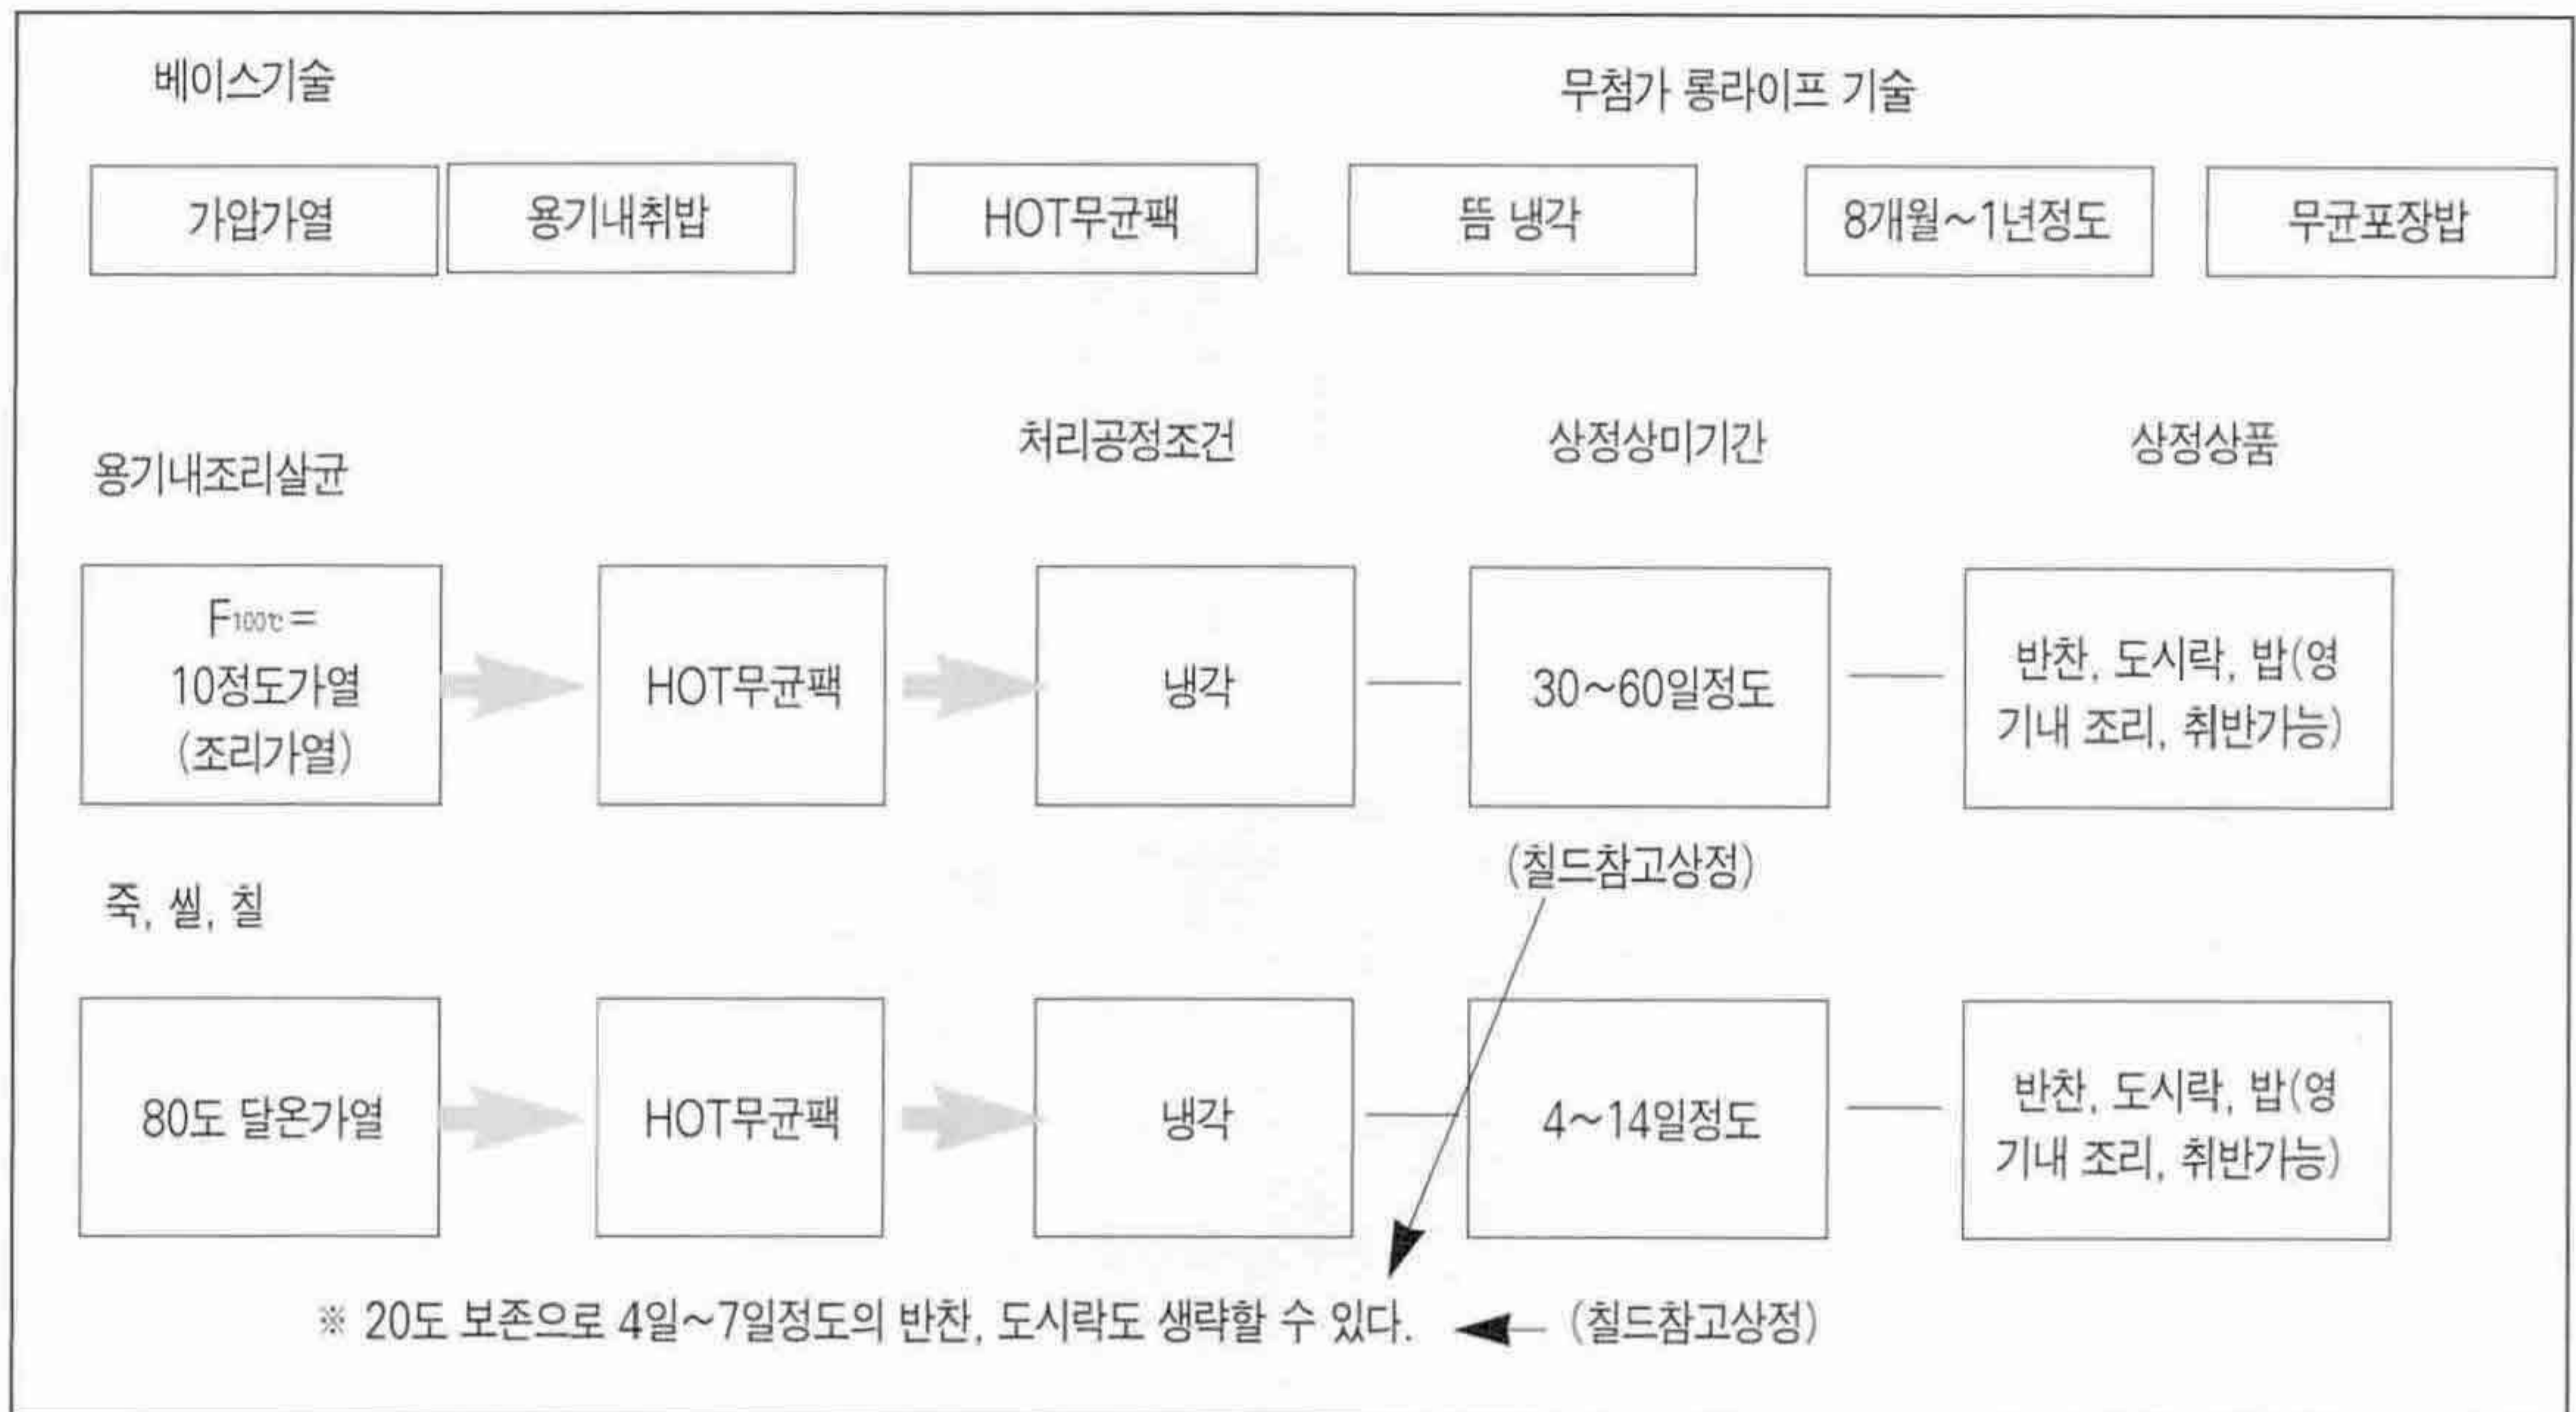 베이스기술
무첨가 롱라이프 기술
가압가열
용기내취밥
HOT무균팩
뜸 냉각
8개월~1년정도
무균포장밥
용기내조리살균
처리공정조건
상정상미기간
상정상품
F100℃=
10정도가열
(조리가열)
HOT무균팩
냉각
30~60일정도
반찬, 도시락, 밥(영
기내 조리, 취반가능)
(칠드참고상정)
죽, 씰, 칠
80도 달온가열
HOT무균팩
냉각
4~14일정도
반찬, 도시락, 밥(영
기내 조리, 취반가능)
※ 20도 보존으로 4일~7일정도의 반찬, 도시락도 생략할 수 있다.
(칠드참고상정)